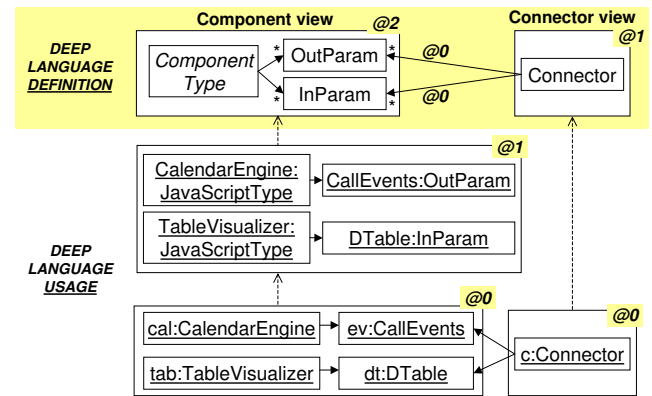 Component view
@2
Connector view
@1
DEEP
LANGUAGE
DEFINITION
Component
Type
*
*
OutParam
InParam
*
*
@0
@0
Connector
@1
CalendarEngine:
JavaScriptType
CallEvents:OutParam
TableVisualizer:
JavaScriptType
DTable:InParam
DEEP
LANGUAGE
USAGE
@0
@0
cal:CalendarEngine
ev:CallEvents
c:Connector
tab:TableVisualizer
dt:DTable